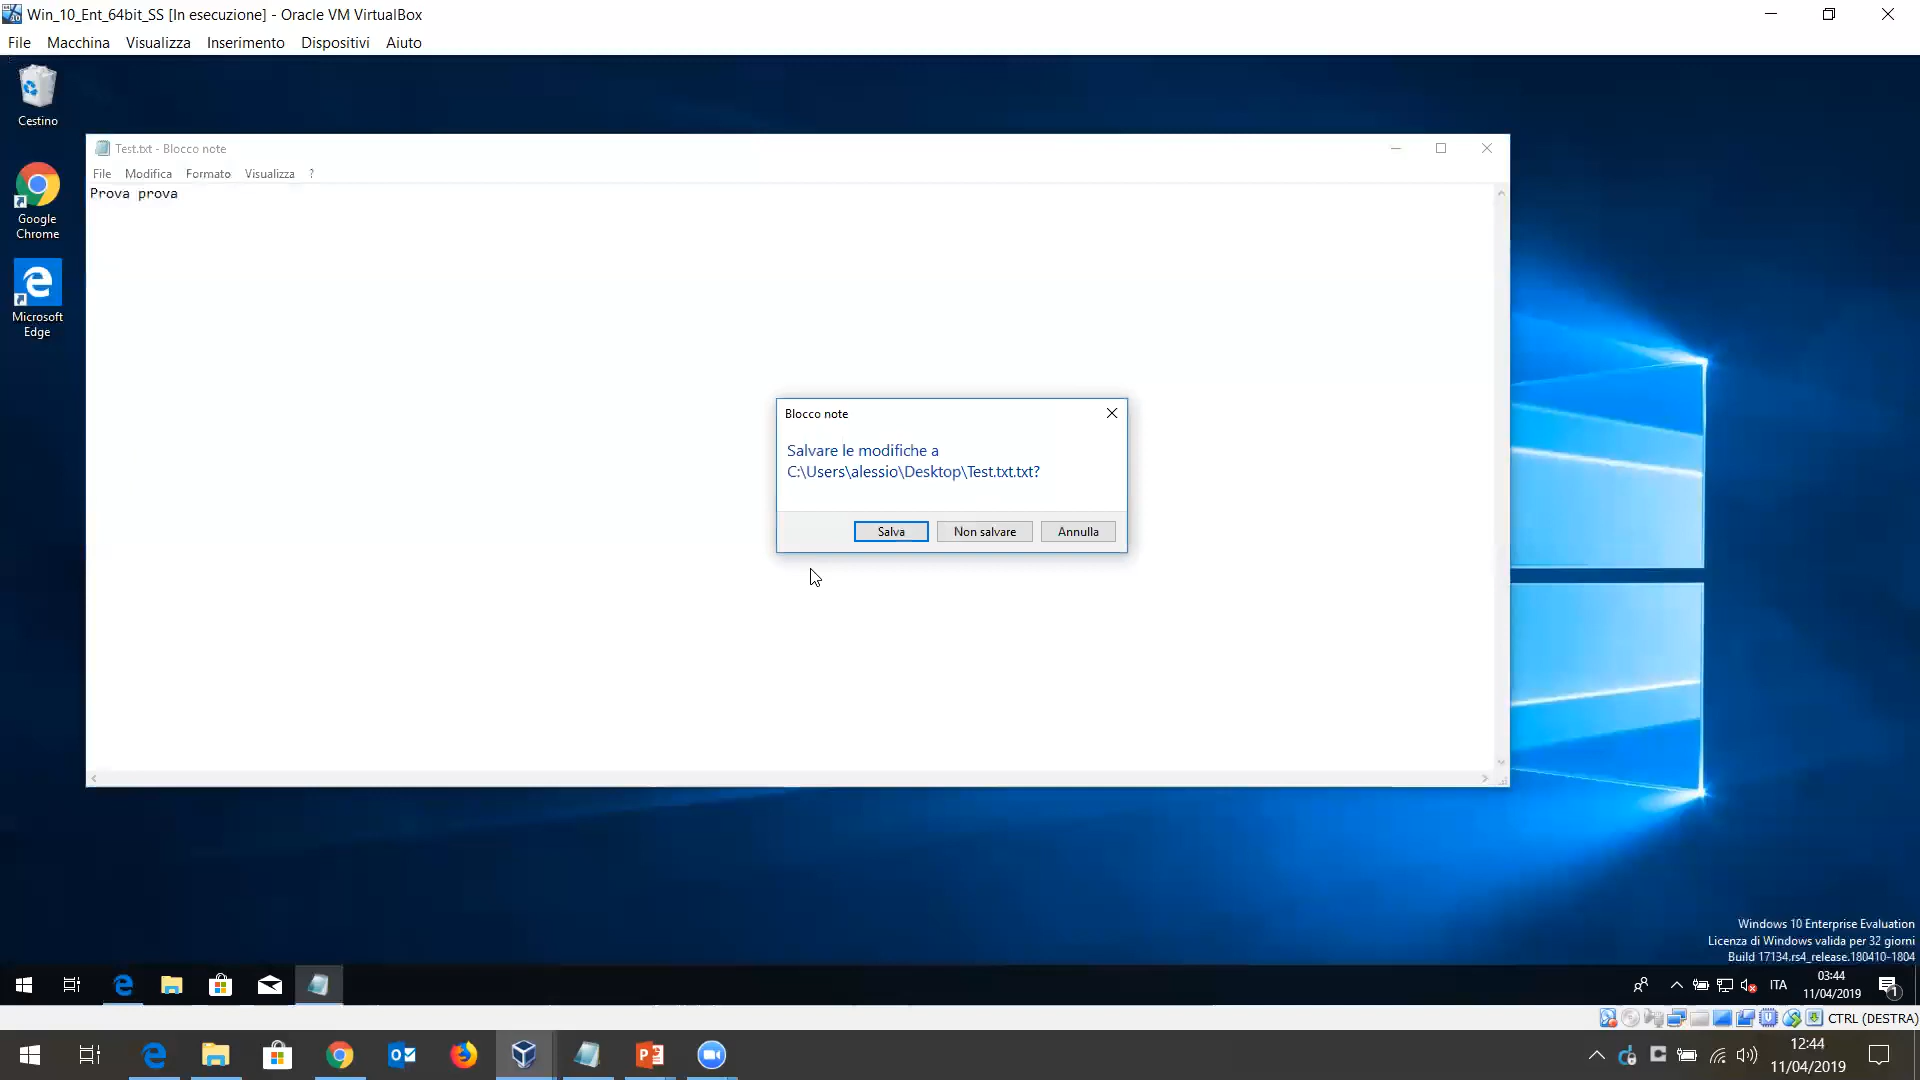 Win_10_Ent_64bit_SS [In esecuzione] - Oracle VM VirtualBox
File Macchina Visualizza Inserimento Dispositivi Aiuto
Cestino
Google
Chrome
Microsoft
Edge
Test.txt - Blocco note
File Modifica Formato Visualizza ?
Prova prova
Blocco note
Salvare le modifiche a
C:\Users\alessio\Desktop\Test.txt.txt?
Salva Non salvare Annulla
Windows 10 Enterprise Evaluation
Licenza di Windows valida per 32 giorni
Build 17134.rs4_release.180410-1804
ITA
03:44
11/04/2019
1
CTRL (DESTRA)
12:44
11/04/2019